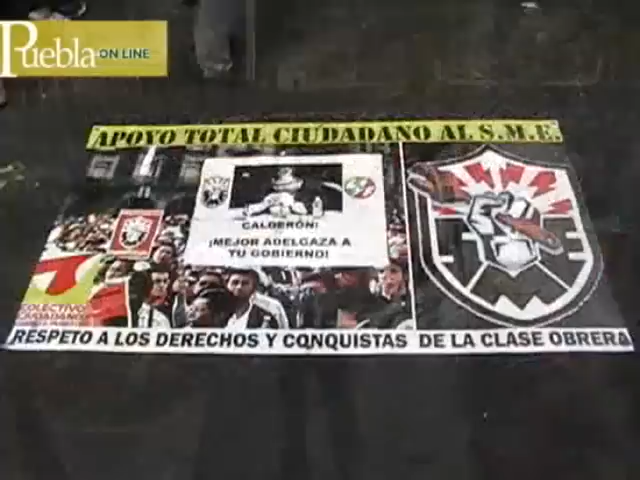 Puebla ON LINE
APOYO TOTAL CIUDADANO AL S.M.E.
CALDERÓN:
¡MEJOR ADELGAZA A
TU GOBIERNO!
COLECTIVO
CIUDADANO
RESPETO A LOS DERECHOS Y CONQUISTAS DE LA CLASE OBRERA